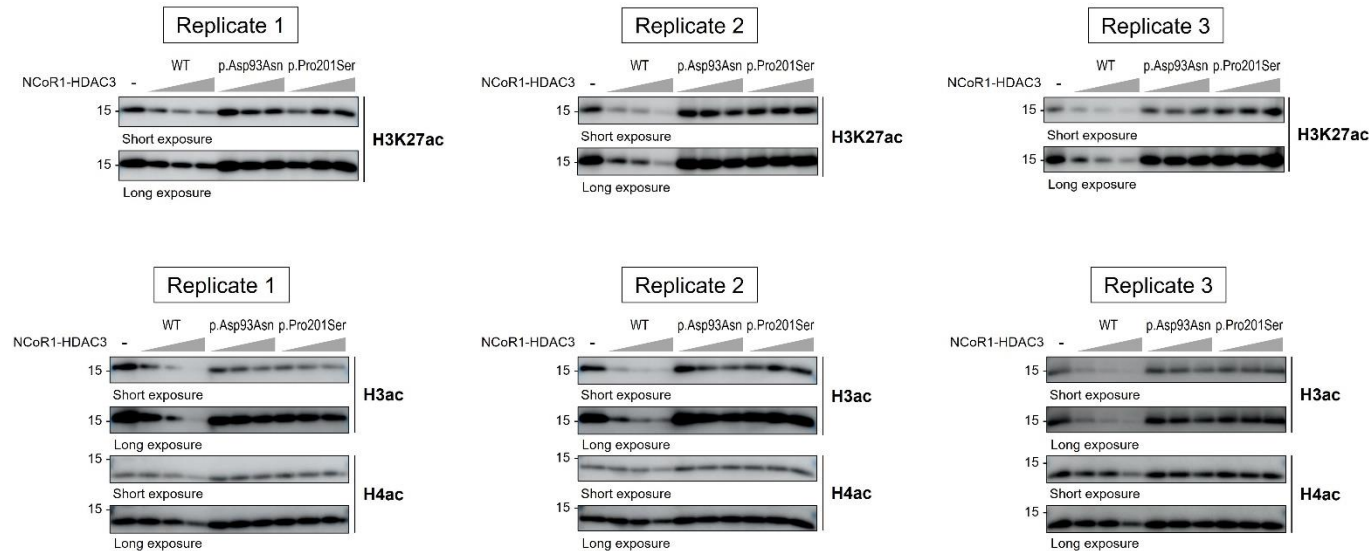 Replicate 1
NCoR1-HDAC3 - WT p.Asp93Asn p.Pro201Ser
15
Short exposure
15
Long exposure
H3K27ac
Replicate 2
NCoR1-HDAC3 - WT p.Asp93Asn p.Pro201Ser
15
Short exposure
15
Long exposure
H3K27ac
Replicate 3
NCoR1-HDAC3 - WT p.Asp93Asn p.Pro201Ser
15
Short exposure
15
Long exposure
H3K27ac
Replicate 1
NCoR1-HDAC3 - WT p.Asp93Asn p.Pro201Ser
15
Short exposure
15
Long exposure
H3ac
15
Short exposure
15
Long exposure
H4ac
Replicate 2
NCoR1-HDAC3 - WT p.Asp93Asn p.Pro201Ser
15
Short exposure
15
Long exposure
H3ac
15
Short exposure
15
Long exposure
H4ac
Replicate 3
NCoR1-HDAC3 - WT p.Asp93Asn p.Pro201Ser
15
Short exposure
15
Long exposure
H3ac
15
Short exposure
15
Long exposure
H4ac